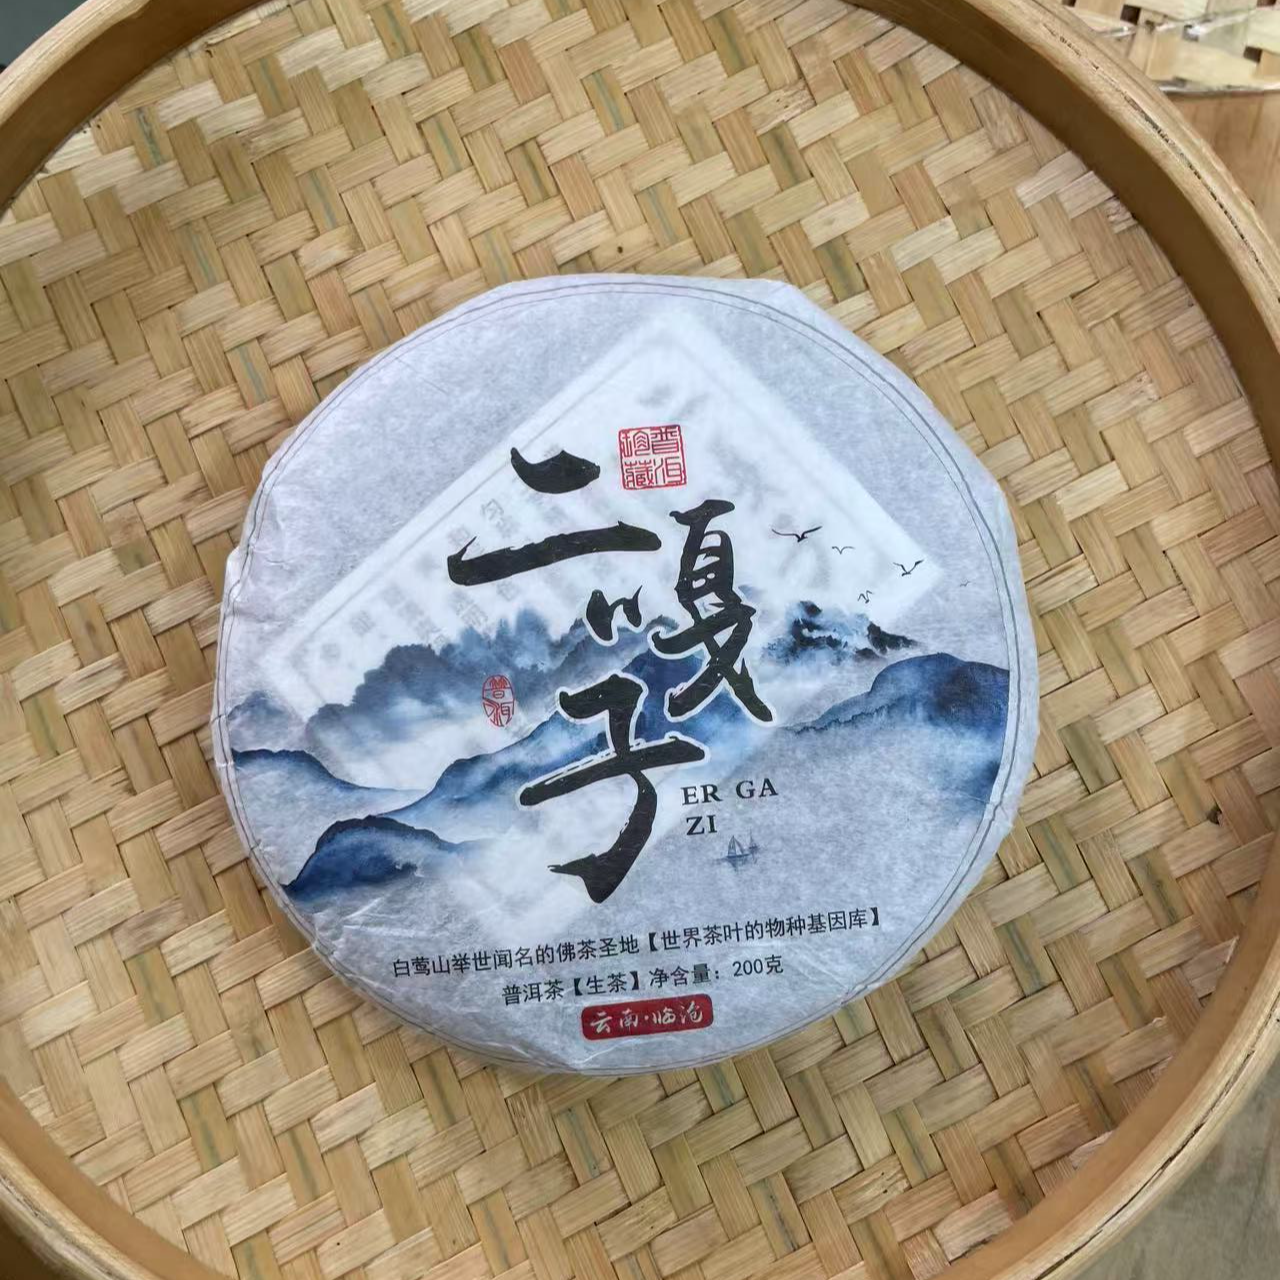 普洱
珍藏
二嘎子
普洱
ER GA
ZI
白莺山举世闻名的佛茶圣地【世界茶叶的物种基因库】
普洱茶【生茶】净含量：200克
云南·临沧